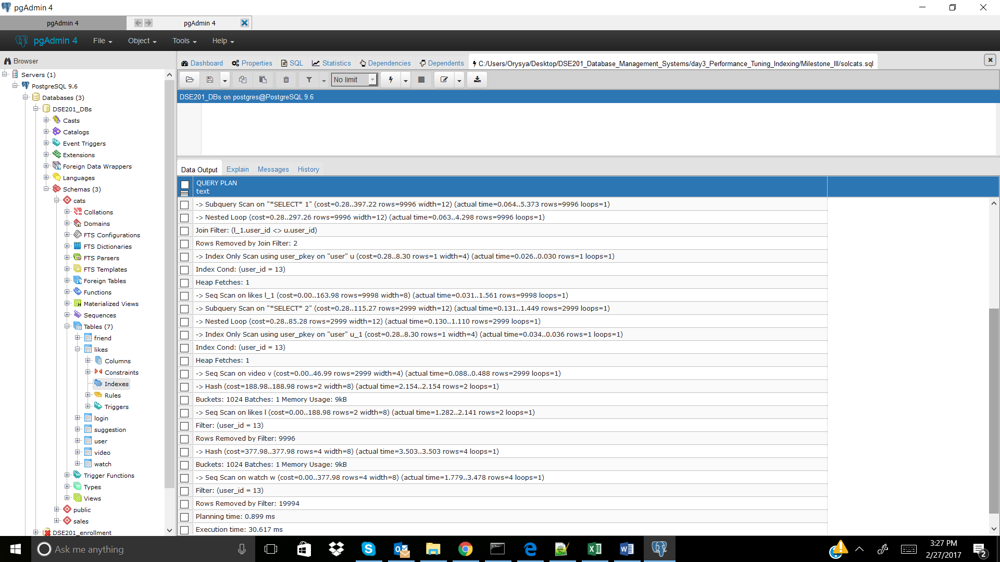 pgAdmin 4
pgAdmin 4
pgAdmin 4
pgAdmin 4
File
Object
Tools
Help
Browser
Servers (1)
PostgreSQL 9.6
Databases (3)
DSE201_DBs
Casts
Catalogs
Event Triggers
Extensions
Foreign Data Wrappers
Languages
Schemas (3)
cats
Collations
Domains
FTS Configurations
FTS Dictionaries
FTS Parsers
FTS Templates
Foreign Tables
Functions
Materialized Views
Sequences
Tables (7)
friend
likes
Columns
Constraints
Indexes
Rules
Triggers
login
suggestion
user
video
watch
Trigger Functions
Types
Views
public
sales
DSE201_enrollment
Dashboard
Properties
SQL
Statistics
Dependencies
Dependents
C:/Users/Orysya/Desktop/DSE201_Database_Management_Systems/day3_Performance_Tuning_Indexing/Milestone_III/solcats.sql
No limit
DSE201_DBs on postgres@PostgreSQL 9.6
Data Output
Explain
Messages
History
QUERY PLAN
text
-> Subquery Scan on "*SELECT* 1" (cost=0.28..397.22 rows=9996 width=12) (actual time=0.064..5.373 rows=9996 loops=1)
-> Nested Loop (cost=0.28..297.26 rows=9996 width=12) (actual time=0.063..4.298 rows=9996 loops=1)
Join Filter: (l_1.user_id <> u.user_id)
Rows Removed by Join Filter: 2
-> Index Only Scan using user_pkey on "user" u (cost=0.28..8.30 rows=1 width=4) (actual time=0.026..0.030 rows=1 loops=1)
Index Cond: (user_id = 13)
Heap Fetches: 1
-> Seq Scan on likes l_1 (cost=0.00..163.98 rows=9998 width=8) (actual time=0.031..1.561 rows=9998 loops=1)
-> Subquery Scan on "*SELECT* 2" (cost=0.28..115.27 rows=2999 width=12) (actual time=0.131..1.449 rows=2999 loops=1)
-> Nested Loop (cost=0.28..85.28 rows=2999 width=12) (actual time=0.130..1.110 rows=2999 loops=1)
-> Index Only Scan using user_pkey on "user" u_1 (cost=0.28..8.30 rows=1 width=4) (actual time=0.034..0.036 rows=1 loops=1)
Index Cond: (user_id = 13)
Heap Fetches: 1
-> Seq Scan on video v (cost=0.00..46.99 rows=2999 width=4) (actual time=0.088..0.488 rows=2999 loops=1)
-> Hash (cost=188.98..188.98 rows=2 width=8) (actual time=2.154..2.154 rows=2 loops=1)
Buckets: 1024 Batches: 1 Memory Usage: 9kB
-> Seq Scan on likes l (cost=0.00..188.98 rows=2 width=8) (actual time=1.282..2.141 rows=2 loops=1)
Filter: (user_id = 13)
Rows Removed by Filter: 9996
-> Hash (cost=377.98..377.98 rows=4 width=8) (actual time=3.503..3.503 rows=4 loops=1)
Buckets: 1024 Batches: 1 Memory Usage: 9kB
-> Seq Scan on watch w (cost=0.00..377.98 rows=4 width=8) (actual time=1.779..3.478 rows=4 loops=1)
Filter: (user_id = 13)
Rows Removed by Filter: 19994
Planning time: 0.899 ms
Execution time: 30.617 ms
Ask me anything
3:27 PM
2/27/2017
2